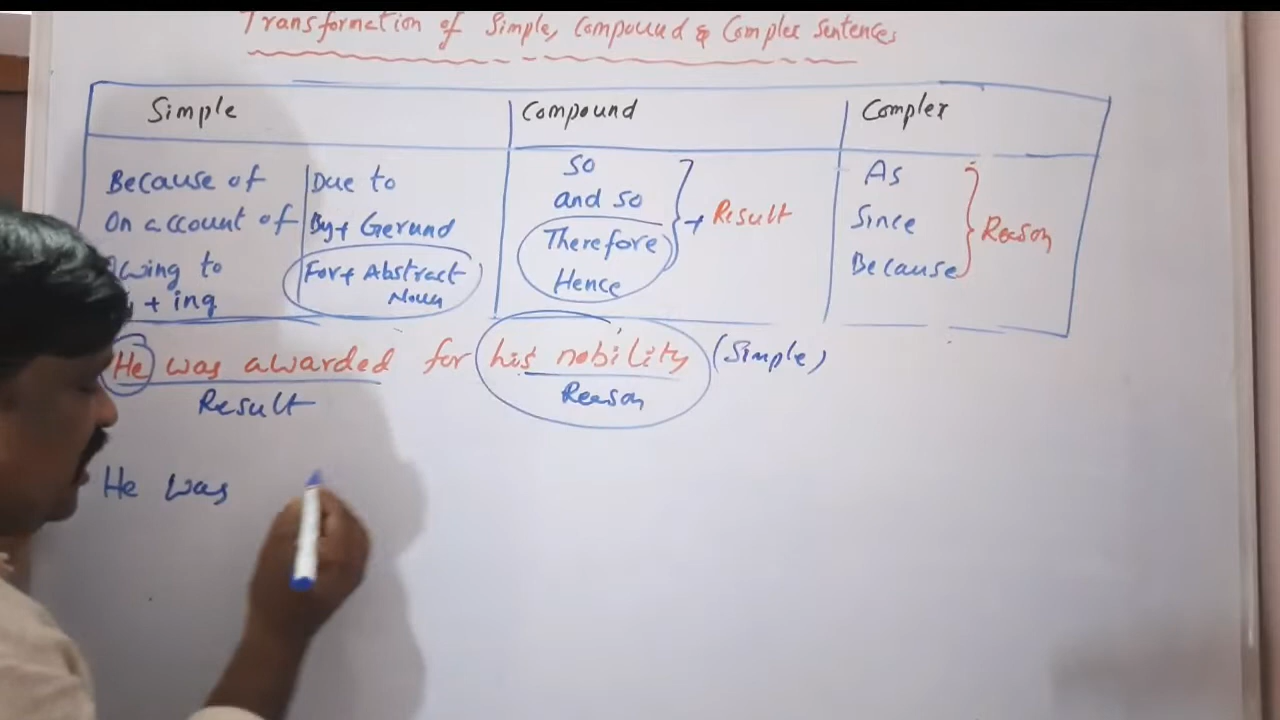 Transformation of Simple, Compound & Complex Sentences
Simple
Compound
Complex
Because of
On account of
Owing to
+ ing
Due to
By + Gerund
For + Abstract
Noun
So
and so
Therefore
Hence
+ Result
As
Since
Because
Reason
He was awarded for his nobility (Simple)
Result
Reason
He was